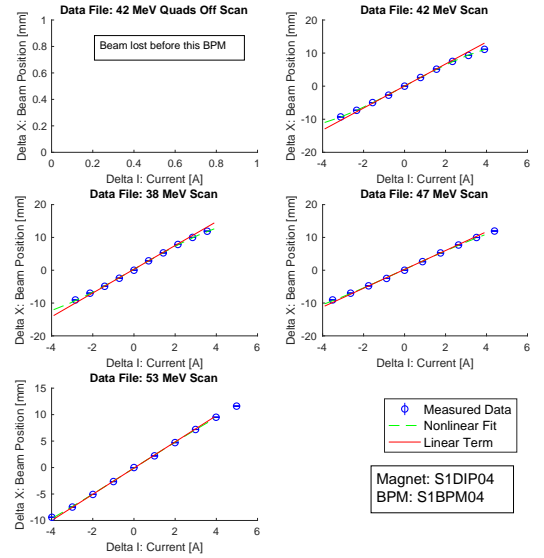 Data File: 42 MeV Quads Off Scan
Delta X: Beam Position [mm]
1
0.8
0.6
0.4
0.2
0
Beam lost before this BPM
0 0.2 0.4 0.6 0.8 1
Delta I: Current [A]
Data File: 42 MeV Scan
Delta X: Beam Position [mm]
20
10
0
-10
-20
-4 -2 0 2 4 6
Delta I: Current [A]
Data File: 38 MeV Scan
Delta X: Beam Position [mm]
20
10
0
-10
-20
-4 -2 0 2 4 6
Delta I: Current [A]
Data File: 47 MeV Scan
Delta X: Beam Position [mm]
20
10
0
-10
-20
-4 -2 0 2 4 6
Delta I: Current [A]
Data File: 53 MeV Scan
Delta X: Beam Position [mm]
15
10
5
0
-5
-10
-4 -2 0 2 4 6
Delta I: Current [A]
Measured Data
Nonlinear Fit
Linear Term
Magnet: S1DIP04
BPM: S1BPM04